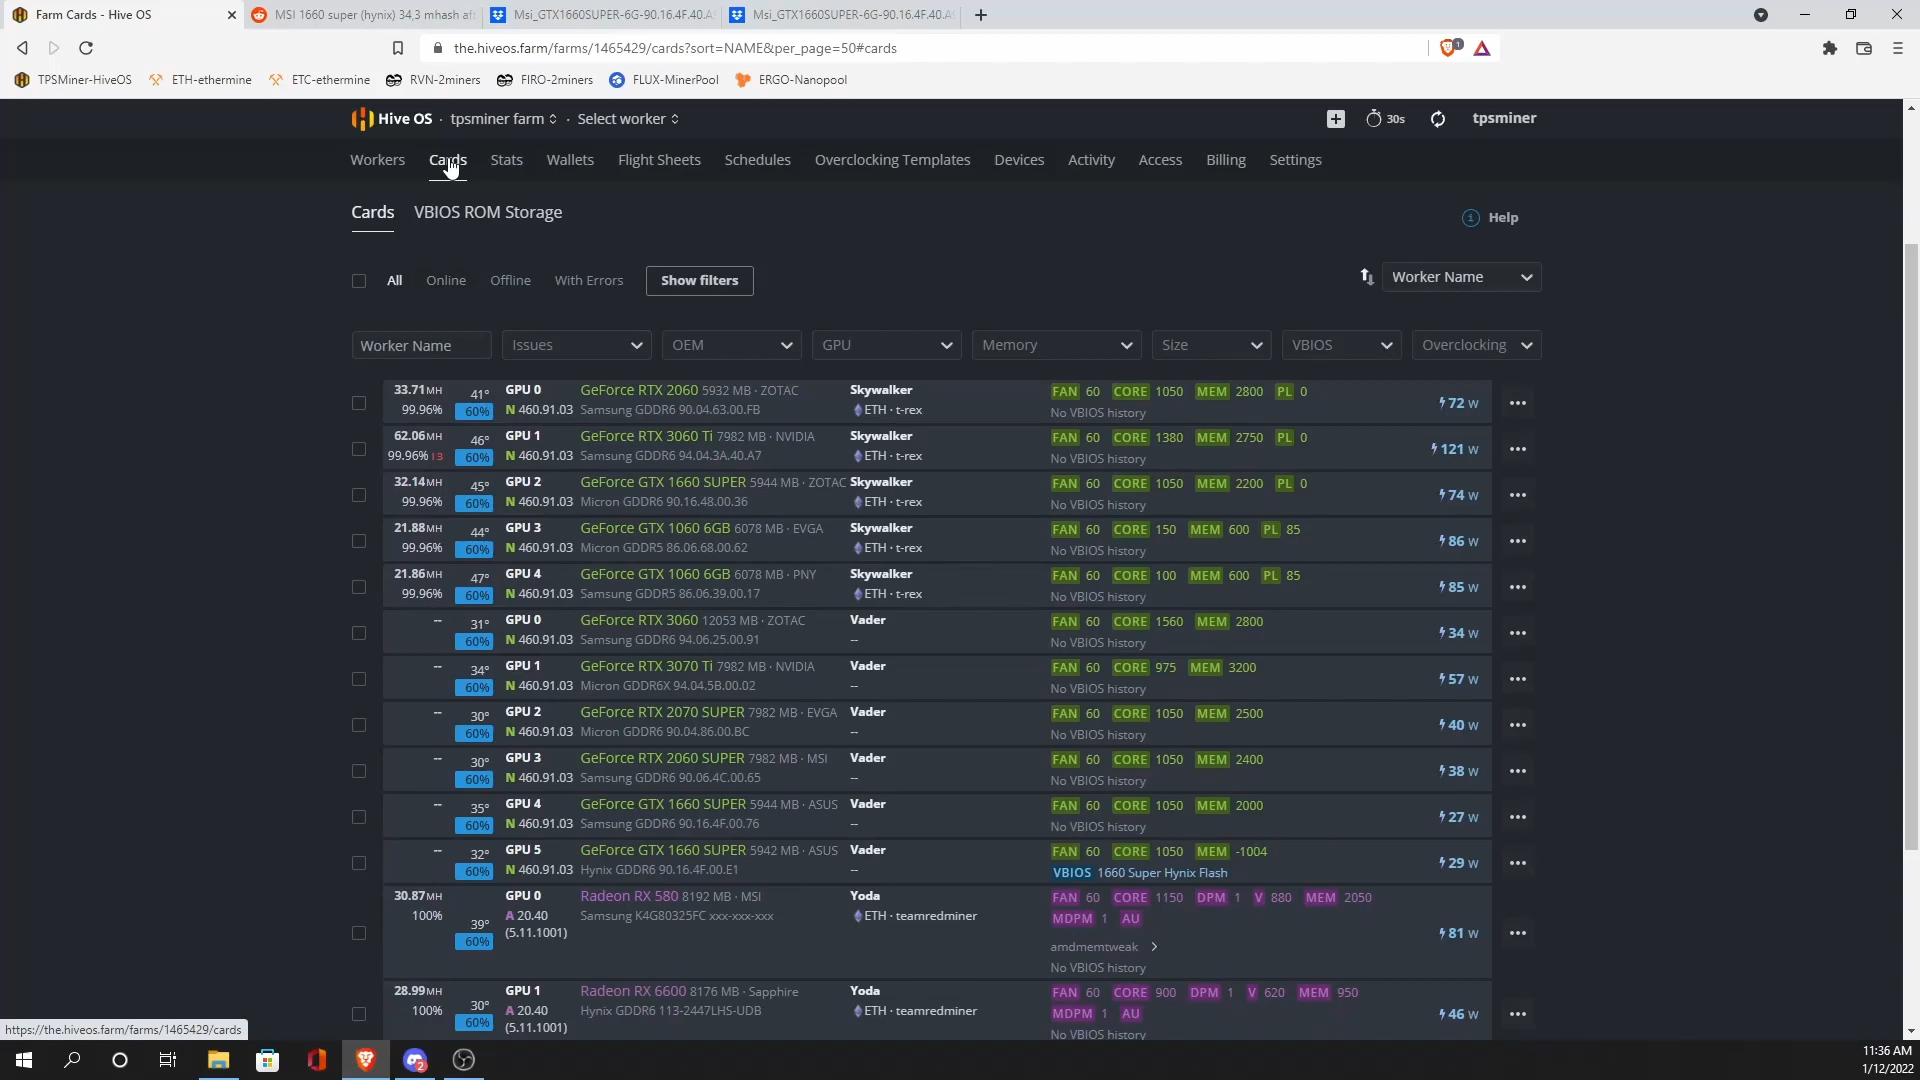 Farm Cards - Hive OS
MSI 1660 super (hynix) 34,3 mhash af
Msi_GTX1660SUPER-6G-90.16.4F.40.A
Msi_GTX1660SUPER-6G-90.16.4F.40.A
the.hiveos.farm/farms/1465429/cards?sort=NAME&per_page=50#cards
1
TPSMiner-HiveOS ETH-ethermine ETC-ethermine RVN-2miners FIRO-2miners FLUX-MinerPool ERGO-Nanopool
Hive OS · tpsminer farm · Select worker
30s tpsminer
Workers Cards Stats Wallets Flight Sheets Schedules Overclocking Templates Devices Activity Access Billing Settings
Cards VBIOS ROM Storage
Help
All Online Offline With Errors Show filters
Worker Name
Worker Name Issues OEM GPU Memory Size VBIOS Overclocking
33.71MH 41° GPU 0 GeForce RTX 2060 5932 MB · ZOTAC Skywalker FAN 60 CORE 1050 MEM 2800 PL 0 72 W
99.96% 60% N 460.91.03 Samsung GDDR6 90.04.63.00.FB ETH · t-rex No VBIOS history
62.06MH 46° GPU 1 GeForce RTX 3060 Ti 7982 MB · NVIDIA Skywalker FAN 60 CORE 1380 MEM 2750 PL 0 121 W
99.96% I 3 60% N 460.91.03 Samsung GDDR6 94.04.3A.40.A7 ETH · t-rex No VBIOS history
32.14MH 45° GPU 2 GeForce GTX 1660 SUPER 5944 MB · ZOTAC Skywalker FAN 60 CORE 1050 MEM 2200 PL 0 74 W
99.96% 60% N 460.91.03 Micron GDDR6 90.16.48.00.36 ETH · t-rex No VBIOS history
21.88MH 44° GPU 3 GeForce GTX 1060 6GB 6078 MB · EVGA Skywalker FAN 60 CORE 150 MEM 600 PL 85 86 W
99.96% 60% N 460.91.03 Micron GDDR5 86.06.68.00.62 ETH · t-rex No VBIOS history
21.86MH 47° GPU 4 GeForce GTX 1060 6GB 6078 MB · PNY Skywalker FAN 60 CORE 100 MEM 600 PL 85 85 W
99.96% 60% N 460.91.03 Samsung GDDR5 86.06.39.00.17 ETH · t-rex No VBIOS history
-- 31° GPU 0 GeForce RTX 3060 12053 MB · ZOTAC Vader FAN 60 CORE 1560 MEM 2800 34 W
60% N 460.91.03 Samsung GDDR6 94.06.25.00.91 -- No VBIOS history
-- 34° GPU 1 GeForce RTX 3070 Ti 7982 MB · NVIDIA Vader FAN 60 CORE 975 MEM 3200 57 W
60% N 460.91.03 Micron GDDR6X 94.04.5B.00.02 -- No VBIOS history
-- 30° GPU 2 GeForce RTX 2070 SUPER 7982 MB · EVGA Vader FAN 60 CORE 1050 MEM 2500 40 W
60% N 460.91.03 Micron GDDR6 90.04.86.00.BC -- No VBIOS history
-- 30° GPU 3 GeForce RTX 2060 SUPER 7982 MB · MSI Vader FAN 60 CORE 1050 MEM 2400 38 W
60% N 460.91.03 Samsung GDDR6 90.06.4C.00.65 -- No VBIOS history
-- 35° GPU 4 GeForce GTX 1660 SUPER 5944 MB · ASUS Vader FAN 60 CORE 1050 MEM 2000 27 W
60% N 460.91.03 Samsung GDDR6 90.16.4F.00.76 -- No VBIOS history
-- 32° GPU 5 GeForce GTX 1660 SUPER 5942 MB · ASUS Vader FAN 60 CORE 1050 MEM -1004 29 W
60% N 460.91.03 Hynix GDDR6 90.16.4F.00.E1 -- VBIOS 1660 Super Hynix Flash
30.87MH GPU 0 Radeon RX 580 8192 MB · MSI Yoda FAN 60 CORE 1150 DPM 1 V 880 MEM 2050
100% 39° A 20.40 Samsung K4G80325FC xxx-xxx-xxx ETH · teamredminer MDPM 1 AU 81 W
60% (5.11.1001) amdmemtweak
No VBIOS history
28.99MH GPU 1 Radeon RX 6600 8176 MB · Sapphire Yoda FAN 60 CORE 900 DPM 1 V 620 MEM 950
100% 30° A 20.40 Hynix GDDR6 113-2447LHS-UDB ETH · teamredminer MDPM 1 AU 46 W
60% (5.11.1001) No VBIOS history
https://the.hiveos.farm/farms/1465429/cards
2
11:36 AM
1/12/2022